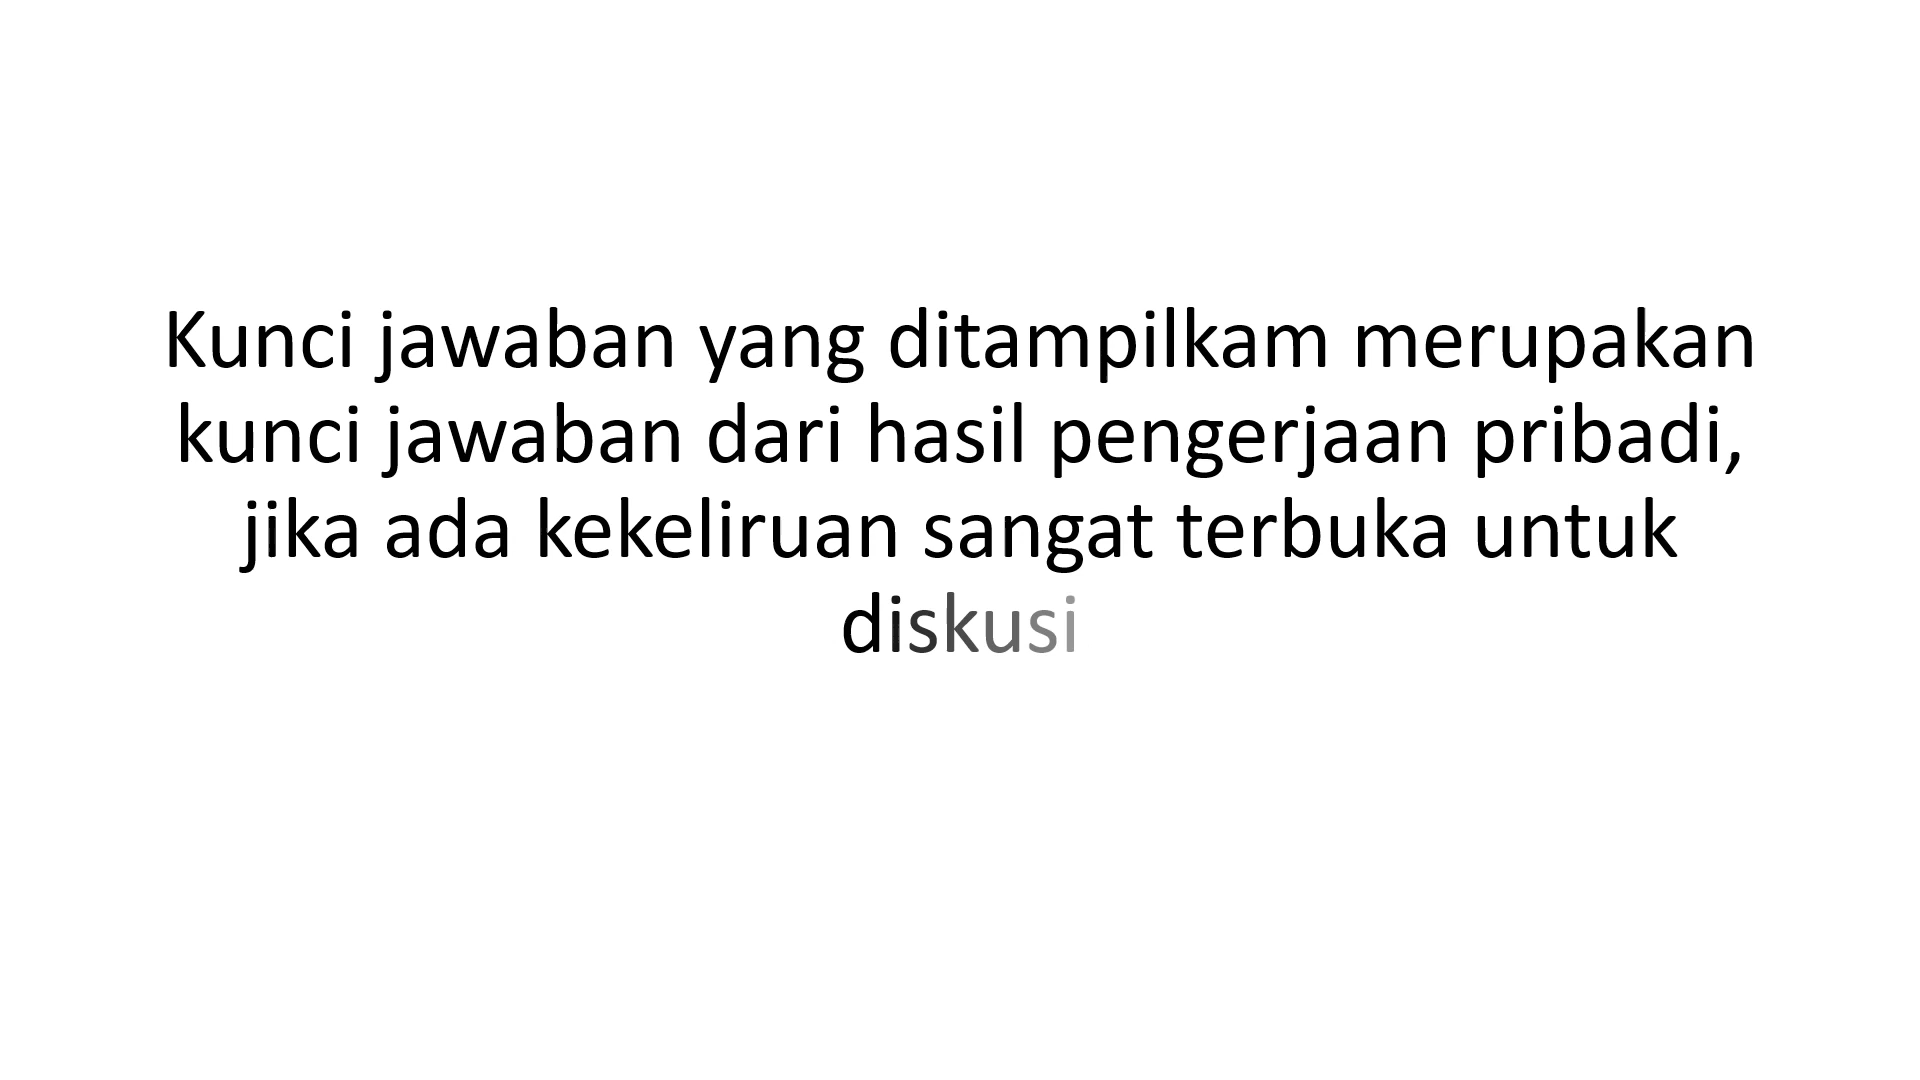 Kunci jawaban yang ditampilkam merupakan
kunci jawaban dari hasil pengerjaan pribadi,
jika ada kekeliruan sangat terbuka untuk
diskusi